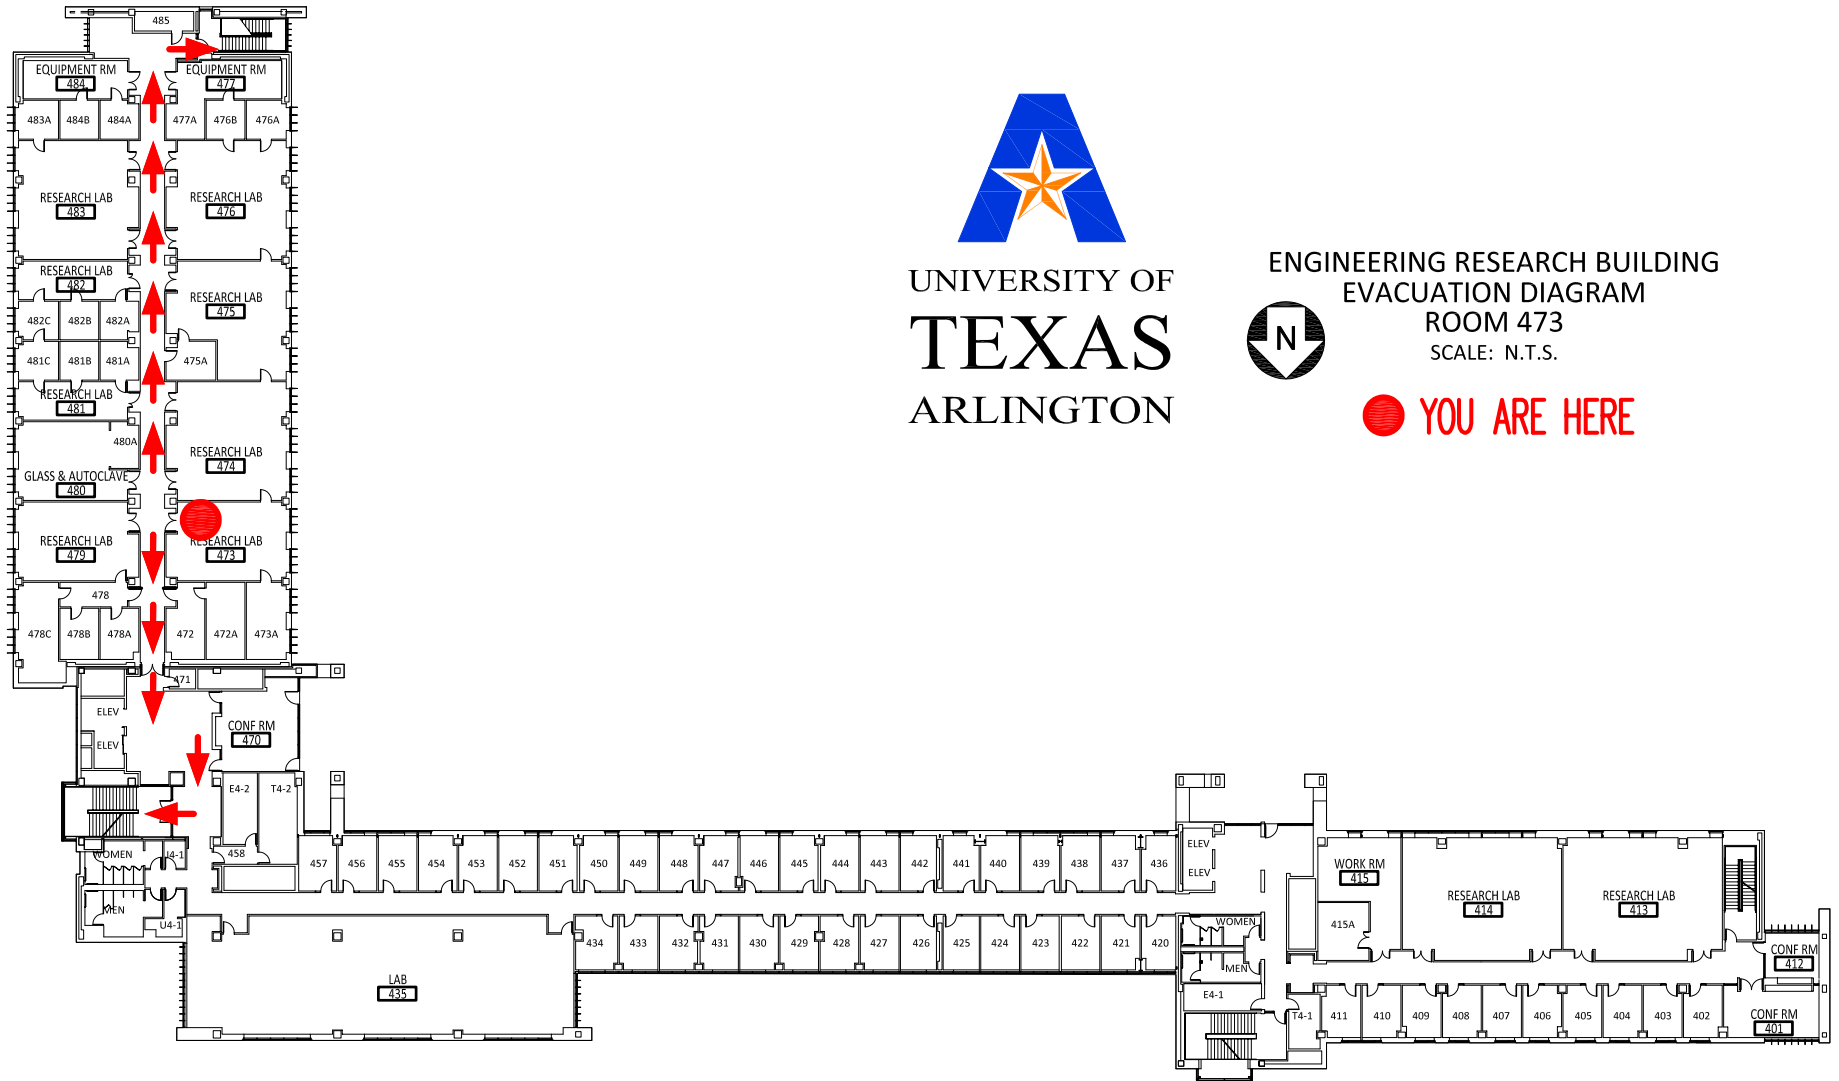 485
EQUIPMENT RM
484
EQUIPMENT RM
477
483A
484B
484A
477A
476B
476A
RESEARCH LAB
483
RESEARCH LAB
476
RESEARCH LAB
482
RESEARCH LAB
475
482C
482B
482A
481C
481B
481A
475A
RESEARCH LAB
481
480A
GLASS & AUTOCLAVE
480
RESEARCH LAB
474
RESEARCH LAB
479
RESEARCH LAB
473
478
478C
478B
478A
472
472A
473A
471
ELEV
ELEV
CONF RM
470
E4-2
T4-2
458
WOMEN
J4-1
MEN
U4-1
457
456
455
454
453
452
451
450
449
448
447
446
445
444
443
442
441
440
439
438
437
436
434
433
432
431
430
429
428
427
426
425
424
423
422
421
420
LAB
435
ELEV
ELEV
WOMEN
MEN
E4-1
T4-1
WORK RM
415
415A
RESEARCH LAB
414
RESEARCH LAB
413
CONF RM
412
411
410
409
408
407
406
405
404
403
402
CONF RM
401
UNIVERSITY OF
TEXAS
ARLINGTON
ENGINEERING RESEARCH BUILDING
EVACUATION DIAGRAM
ROOM 473
SCALE: N.T.S.
N
YOU ARE HERE